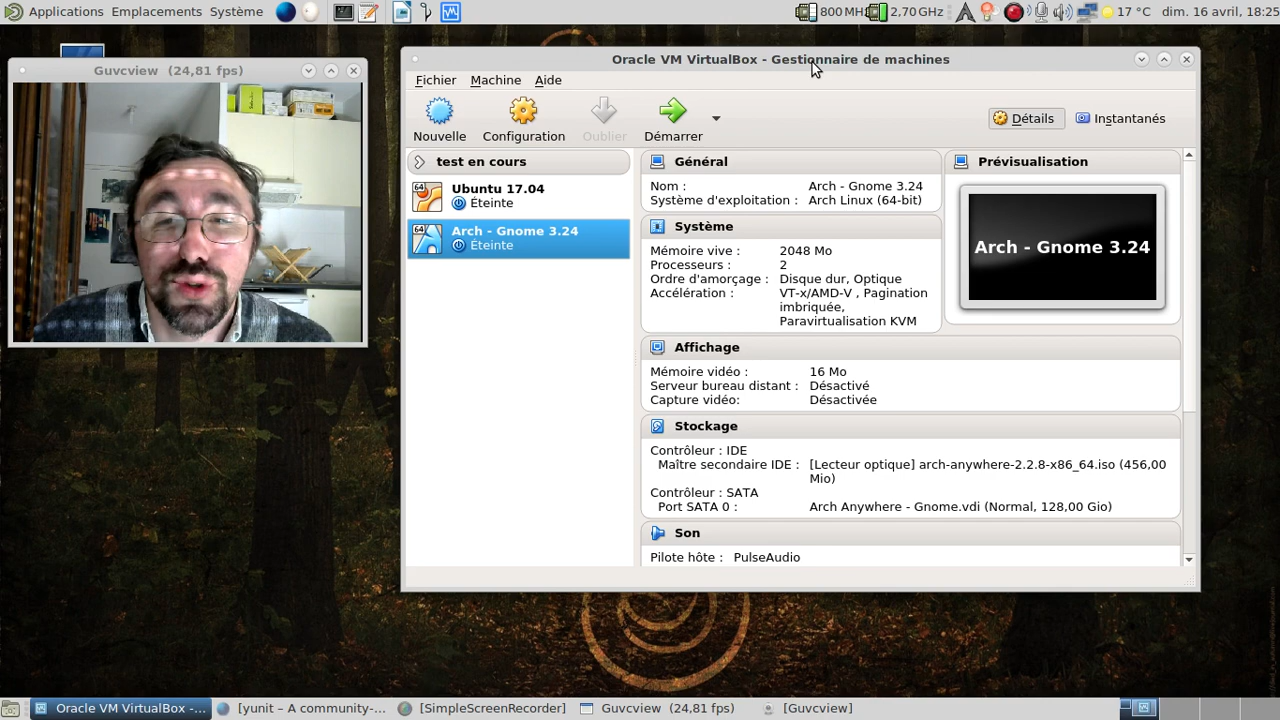 Applications Emplacements Système 800 MHz 2,70 GHz 17 °C dim. 16 avril, 18:25
Guvcview (24,81 fps)
Oracle VM VirtualBox - Gestionnaire de machines
Fichier Machine Aide
Nouvelle Configuration Oublier Démarrer Détails Instantanés
test en cours
64 Ubuntu 17.04
Éteinte
64 Arch - Gnome 3.24
Éteinte
Général
Nom : Arch - Gnome 3.24
Système d'exploitation : Arch Linux (64-bit)
Système
Mémoire vive : 2048 Mo
Processeurs : 2
Ordre d'amorçage : Disque dur, Optique
Accélération : VT-x/AMD-V , Pagination
imbriquée,
Paravirtualisation KVM
Prévisualisation
Arch - Gnome 3.24
Affichage
Mémoire vidéo : 16 Mo
Serveur bureau distant : Désactivé
Capture vidéo: Désactivée
Stockage
Contrôleur : IDE
Maître secondaire IDE : [Lecteur optique] arch-anywhere-2.2.8-x86_64.iso (456,00
Mio)
Contrôleur : SATA
Port SATA 0 : Arch Anywhere - Gnome.vdi (Normal, 128,00 Gio)
Son
Pilote hôte : PulseAudio
Oracle VM VirtualBox -... [yunit – A community-... [SimpleScreenRecorder] Guvcview (24,81 fps) [Guvcview]